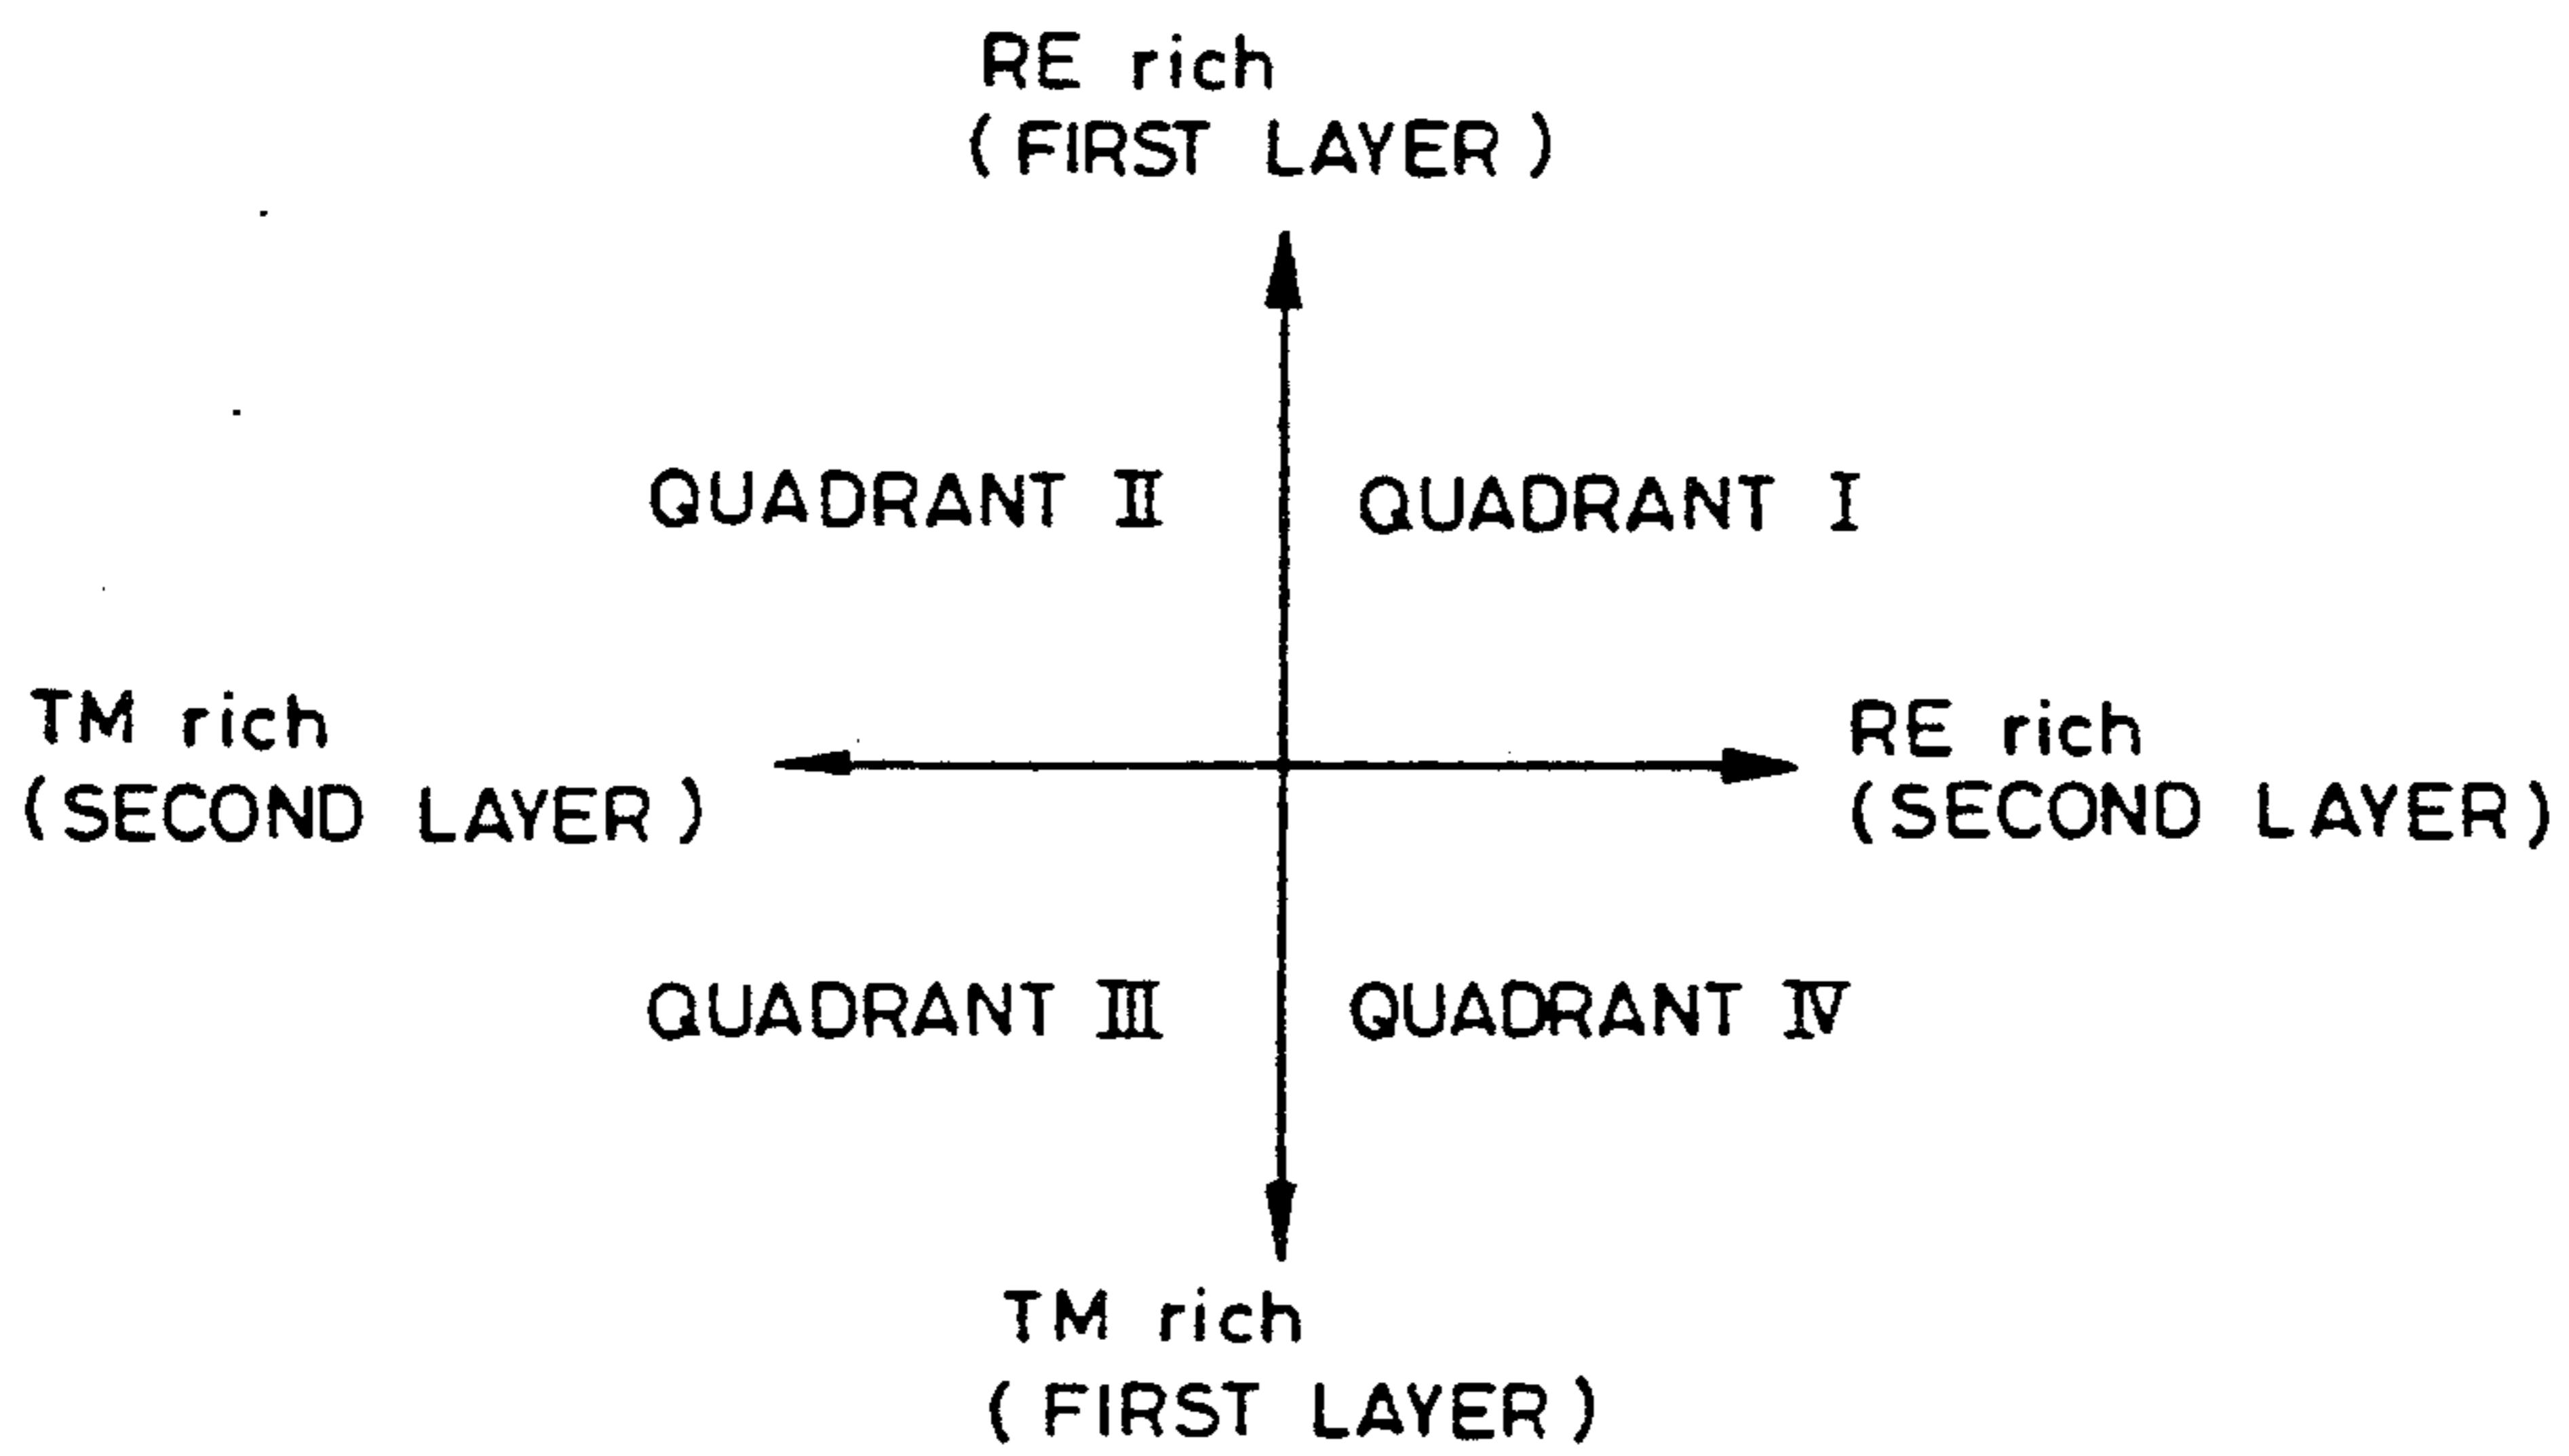 RE rich
( FIRST LAYER )
QUADRANT II
QUADRANT I
TM rich
( SECOND LAYER )
RE rich
( SECOND LAYER )
QUADRANT III
QUADRANT IV
TM rich
( FIRST LAYER )